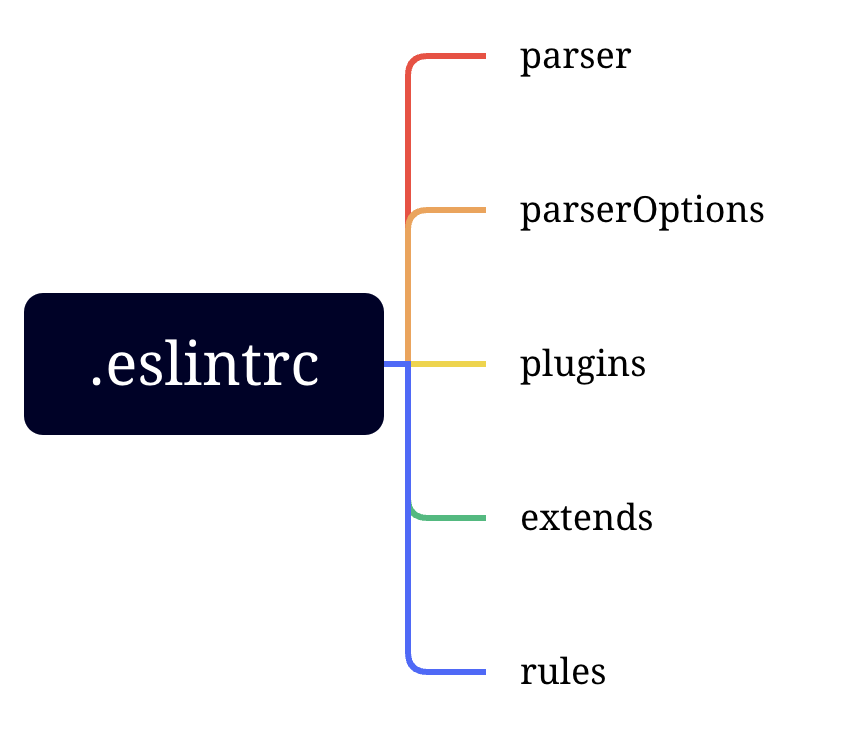 parser
parserOptions
.eslintrc
plugins
extends
rules